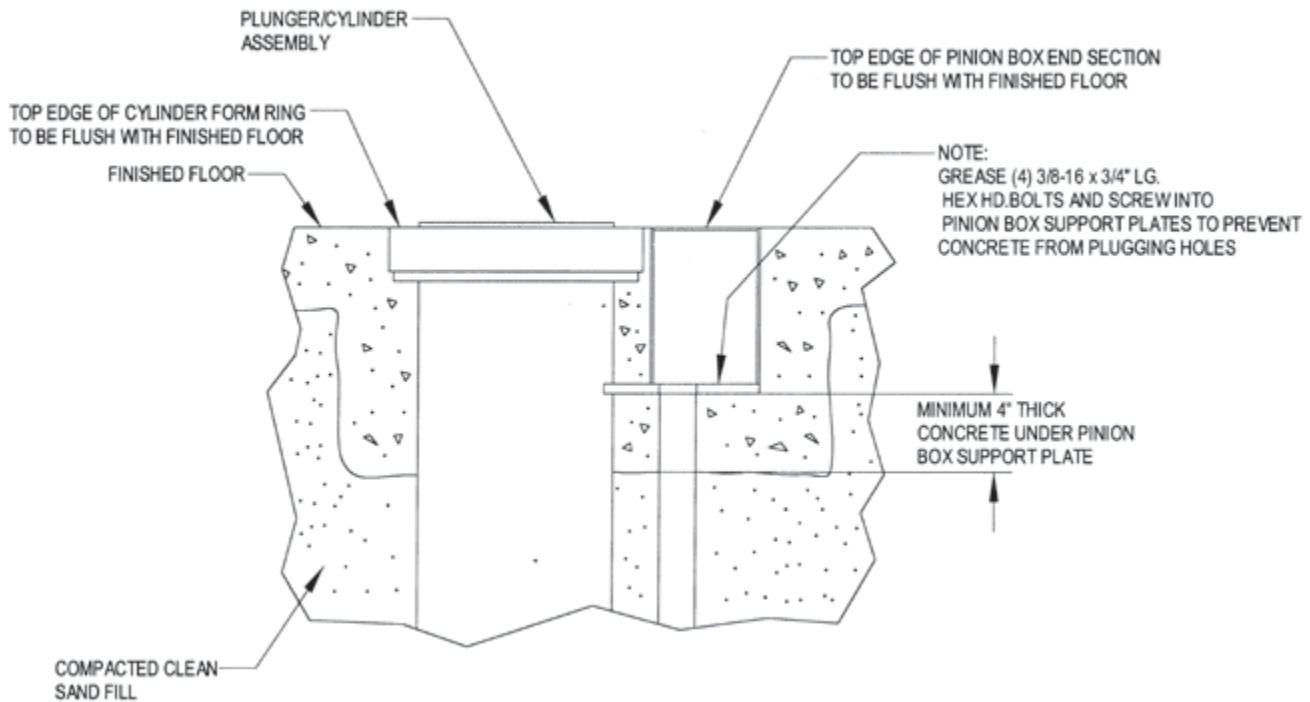 PLUNGER/CYLINDER
ASSEMBLY
TOP EDGE OF PINION BOX END SECTION
TO BE FLUSH WITH FINISHED FLOOR
TOP EDGE OF CYLINDER FORM RING
TO BE FLUSH WITH FINISHED FLOOR
FINISHED FLOOR
NOTE:
GREASE (4) 3/8-16 x 3/4" LG.
HEX HD.BOLTS AND SCREW INTO
PINION BOX SUPPORT PLATES TO PREVENT
CONCRETE FROM PLUGGING HOLES
MINIMUM 4" THICK
CONCRETE UNDER PINION
BOX SUPPORT PLATE
COMPACTED CLEAN
SAND FILL